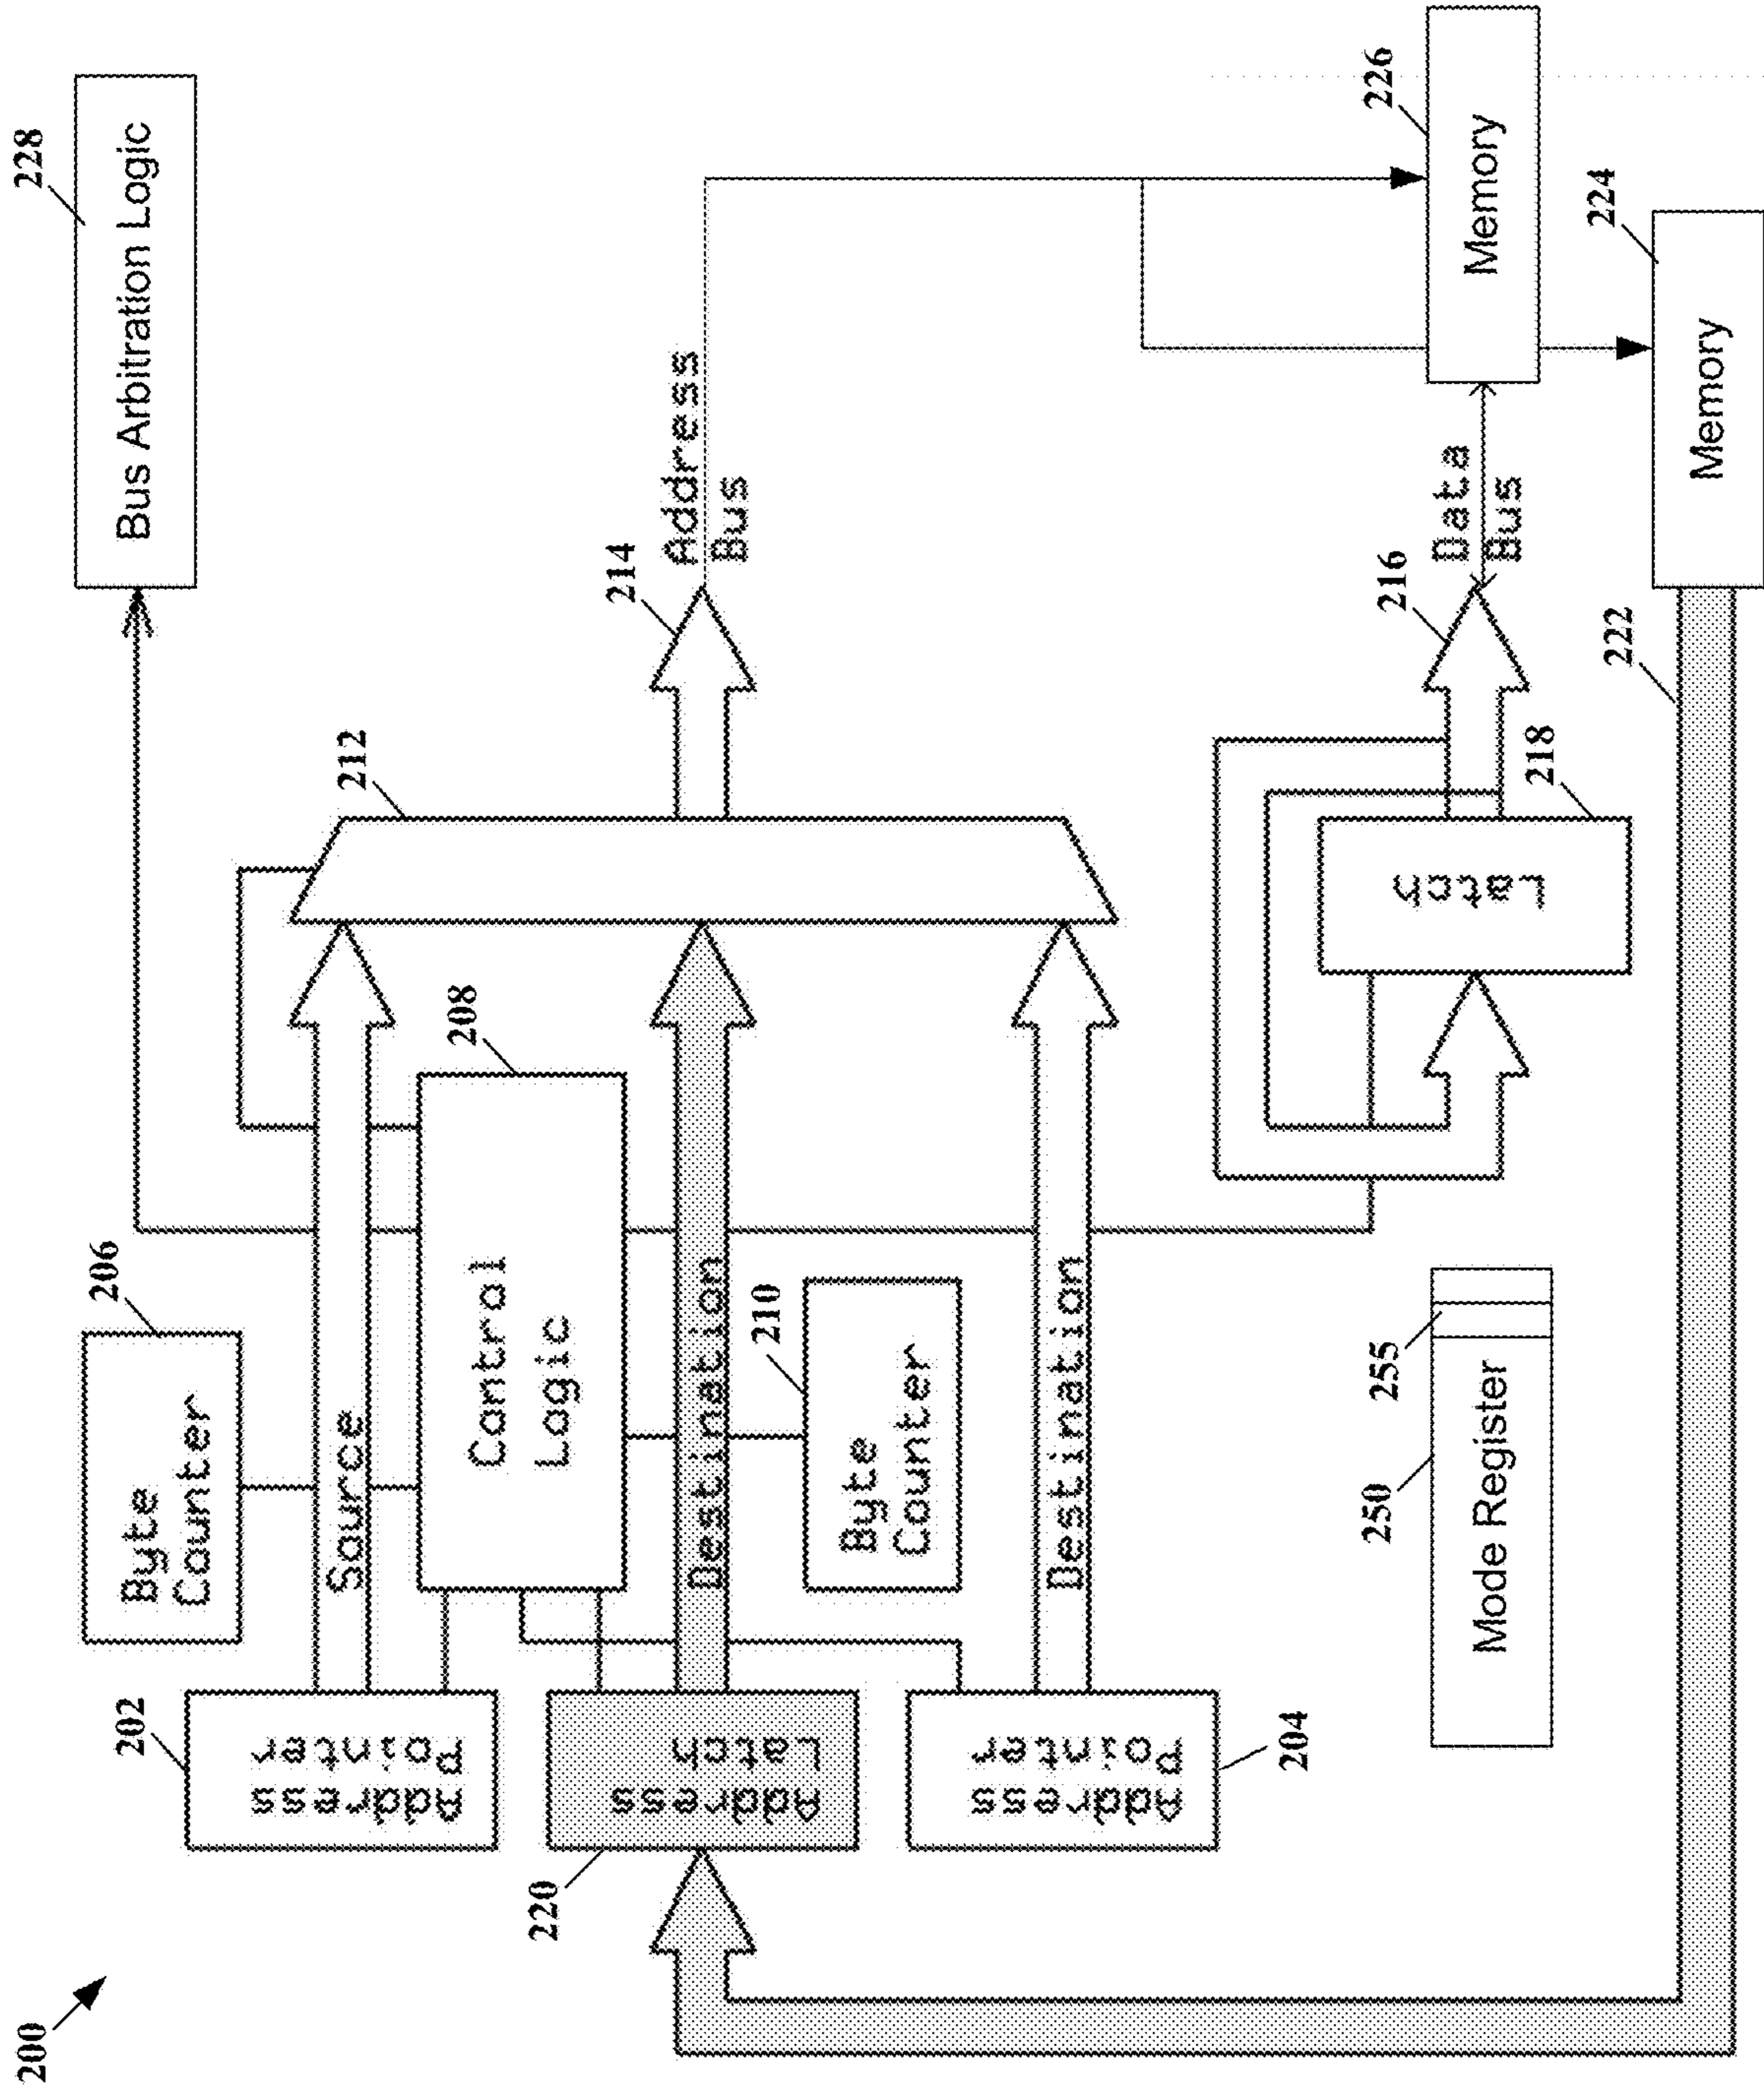 200
228
Bus Arbitration Logic
206
Byte
Counter
202
Address
Pointer
Source
212
208
Control
Logic
220
Address
Latch
Destination
214
Address
Bus
210
Byte
Counter
204
Address
Pointer
Destination
226
Memory
250
255
Mode Register
218
Latch
216
Data
Bus
222
224
Memory